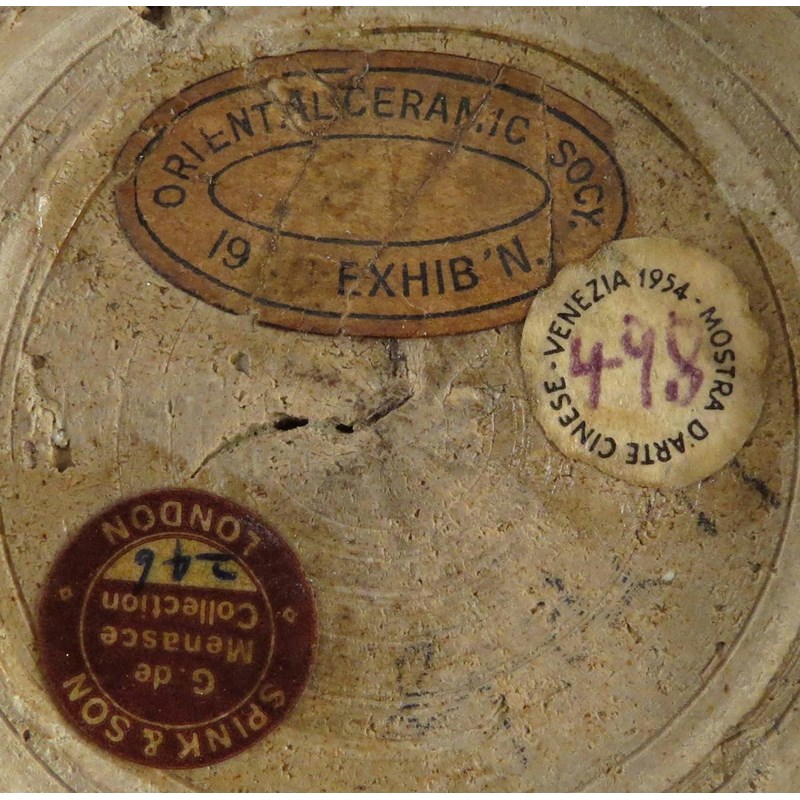 ORIENTAL CERAMIC SOCY.
19 EXHIB'N.
VENEZIA 1954 - MOSTRA D'ARTE CINESE -
498
SPINK & SON
LONDON
G. de
Menasce
Collection
246